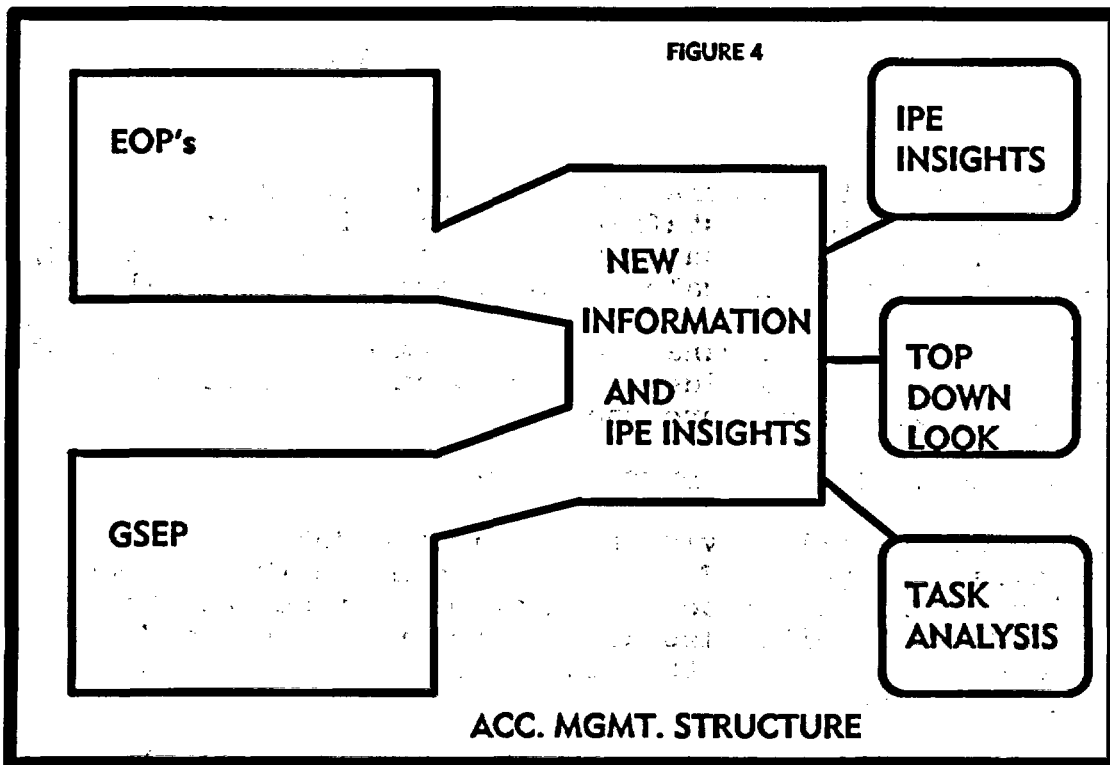 FIGURE 4
EOP's
IPE
INSIGHTS
NEW
INFORMATION
AND
IPE INSIGHTS
TOP
DOWN
LOOK
GSEP
TASK
ANALYSIS
ACC. MGMT. STRUCTURE